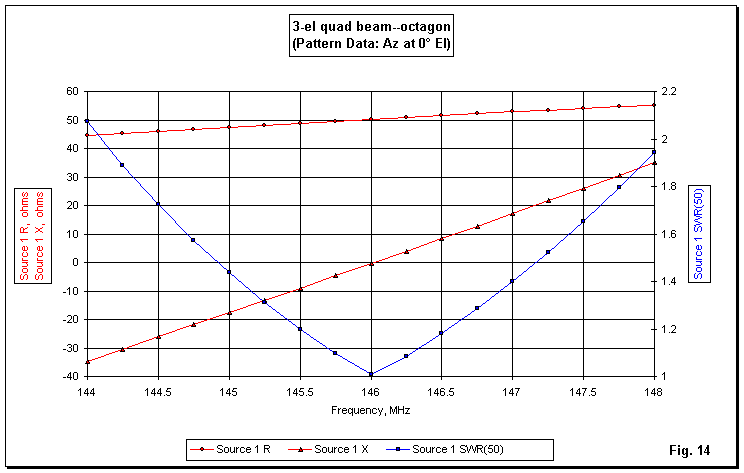 3-el quad beam--octagon
(Pattern Data: Az at 0° El)
60
50
40
30
20
10
0
-10
-20
-30
-40
Source 1 R, ohms
Source 1 X, ohms
2.2
2
1.8
1.6
1.4
1.2
1
Source 1 SWR(50)
144
144.5
145
145.5
146
146.5
147
147.5
148
Frequency, MHz
Source 1 R
Source 1 X
Source 1 SWR(50)
Fig. 14